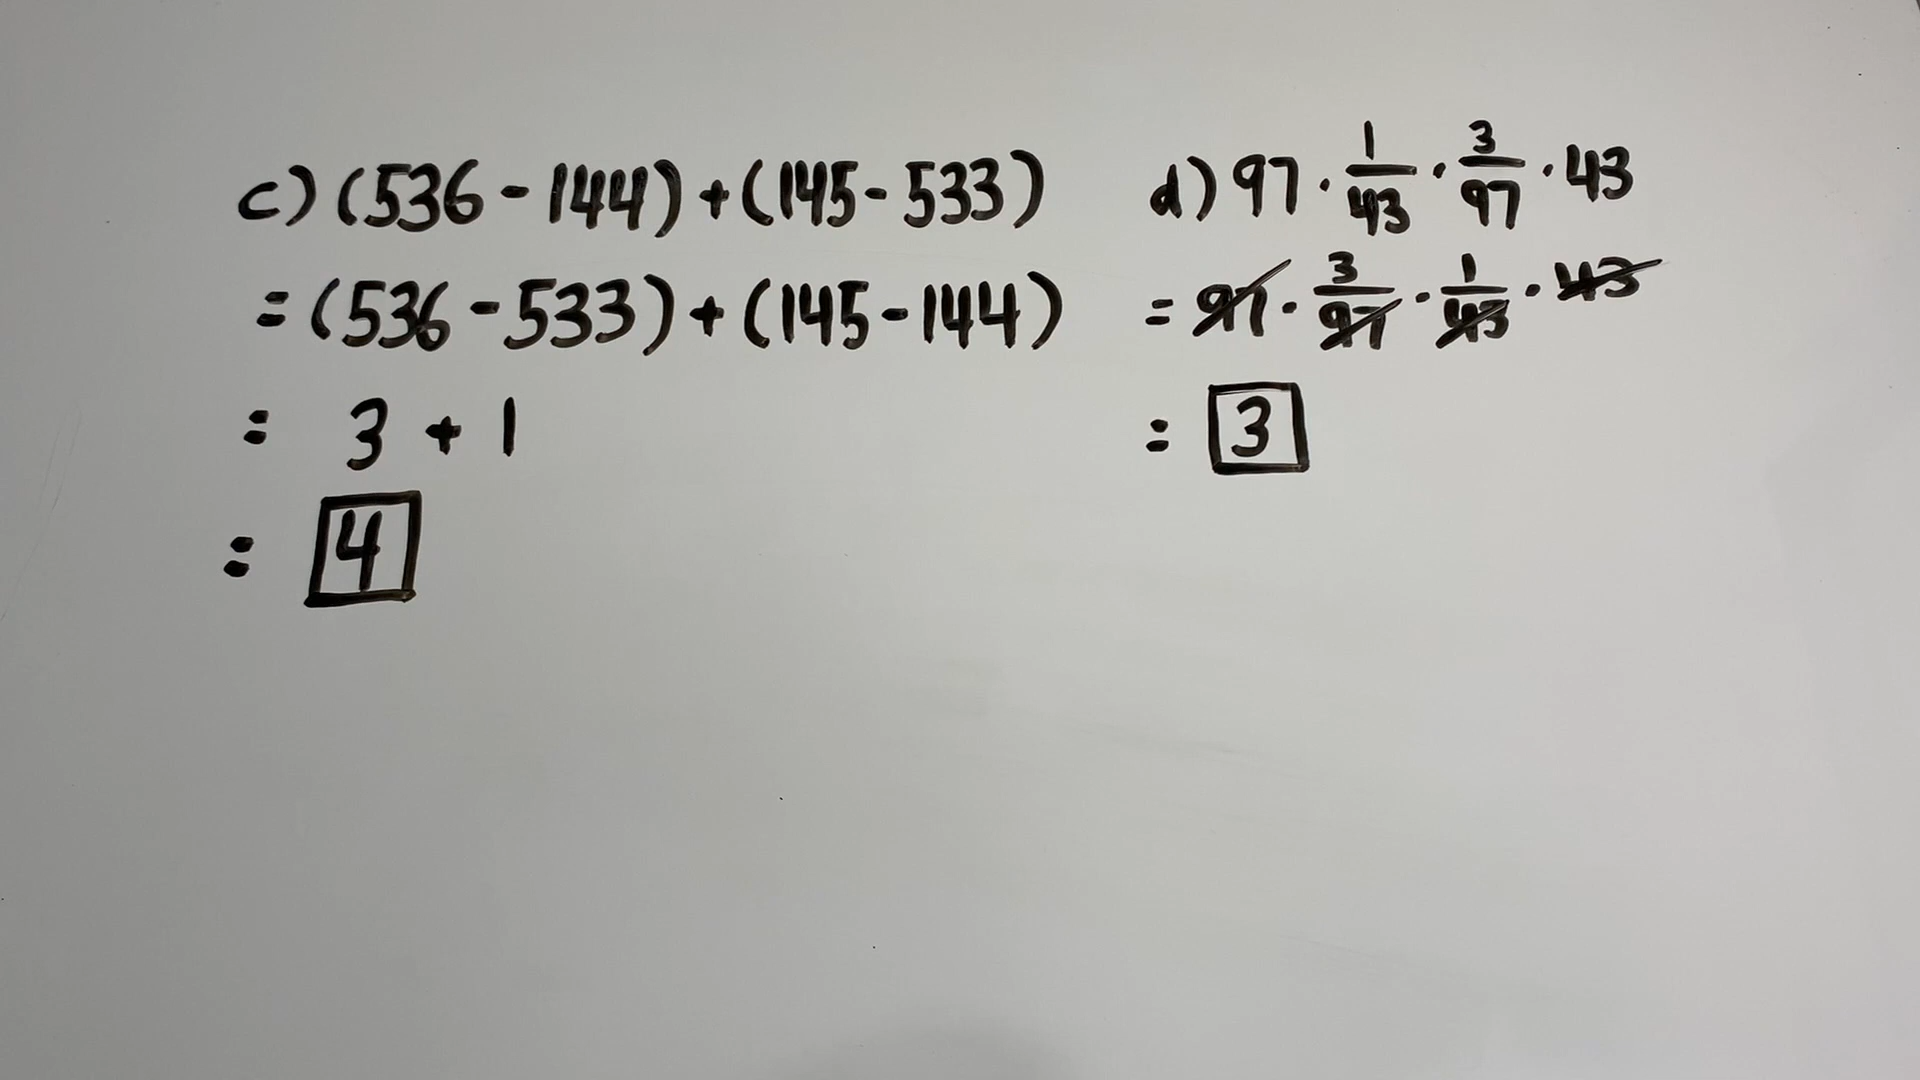 c) (536 - 144) + (145 - 533)
= (536 - 533) + (145 - 144)
= 3 + 1
= 4
d) 97 · 1/43 · 3/97 · 43
= 97 · 3/97 · 1/43 · 43
= 3